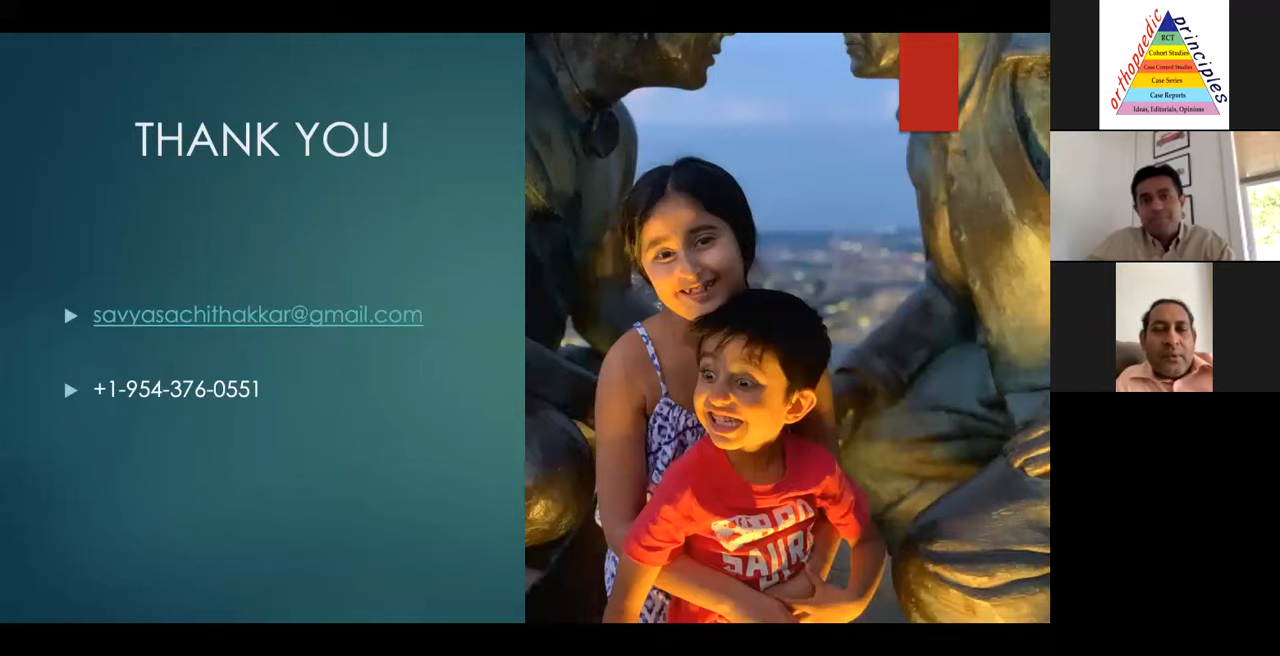 THANK YOU
savyasachithakkar@gmail.com
+1-954-376-0551
SAUR
orthopaedic principles
RCT
Cohort Studies
Case Control Studies
Case Series
Case Reports
Ideas, Editorials, Opinions